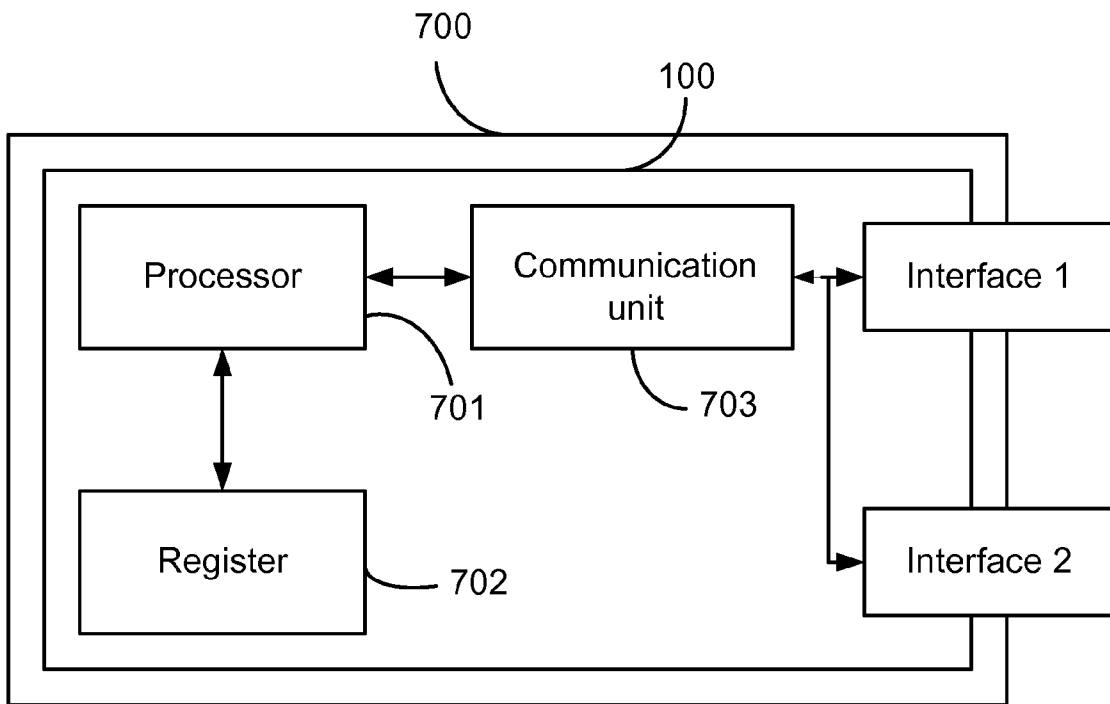 700
100
Processor
Communication
unit
Interface 1
701
703
Register
702
Interface 2